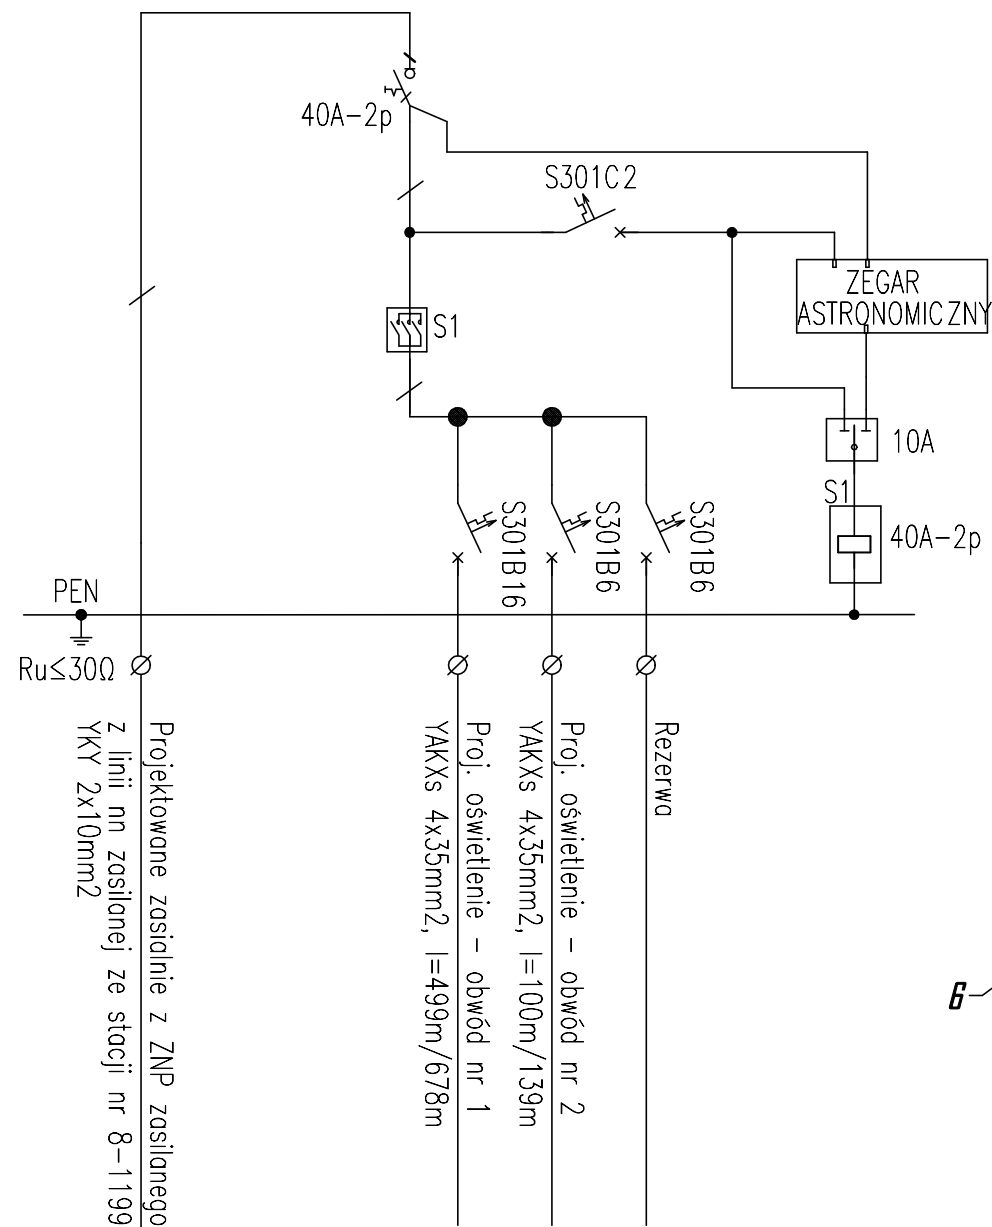 40A-2p
S301C2
ZEGAR
ASTRONOMICZNY
S1
10A
S1
40A-2p
S301B16
S301B6
S301B6
PEN
Ru≤30Ω
Projektowane zasialnie z ZNP zasilanego
z linii nn zasilanej ze stacji nr 8-1199
YKY 2x10mm2
Proj. oświetlenie - obwód nr 1
YAKXs 4x35mm2, l=499m/678m
Proj. oświetlenie - obwód nr 2
YAKXs 4x35mm2, l=100m/139m
Rezerwa
6